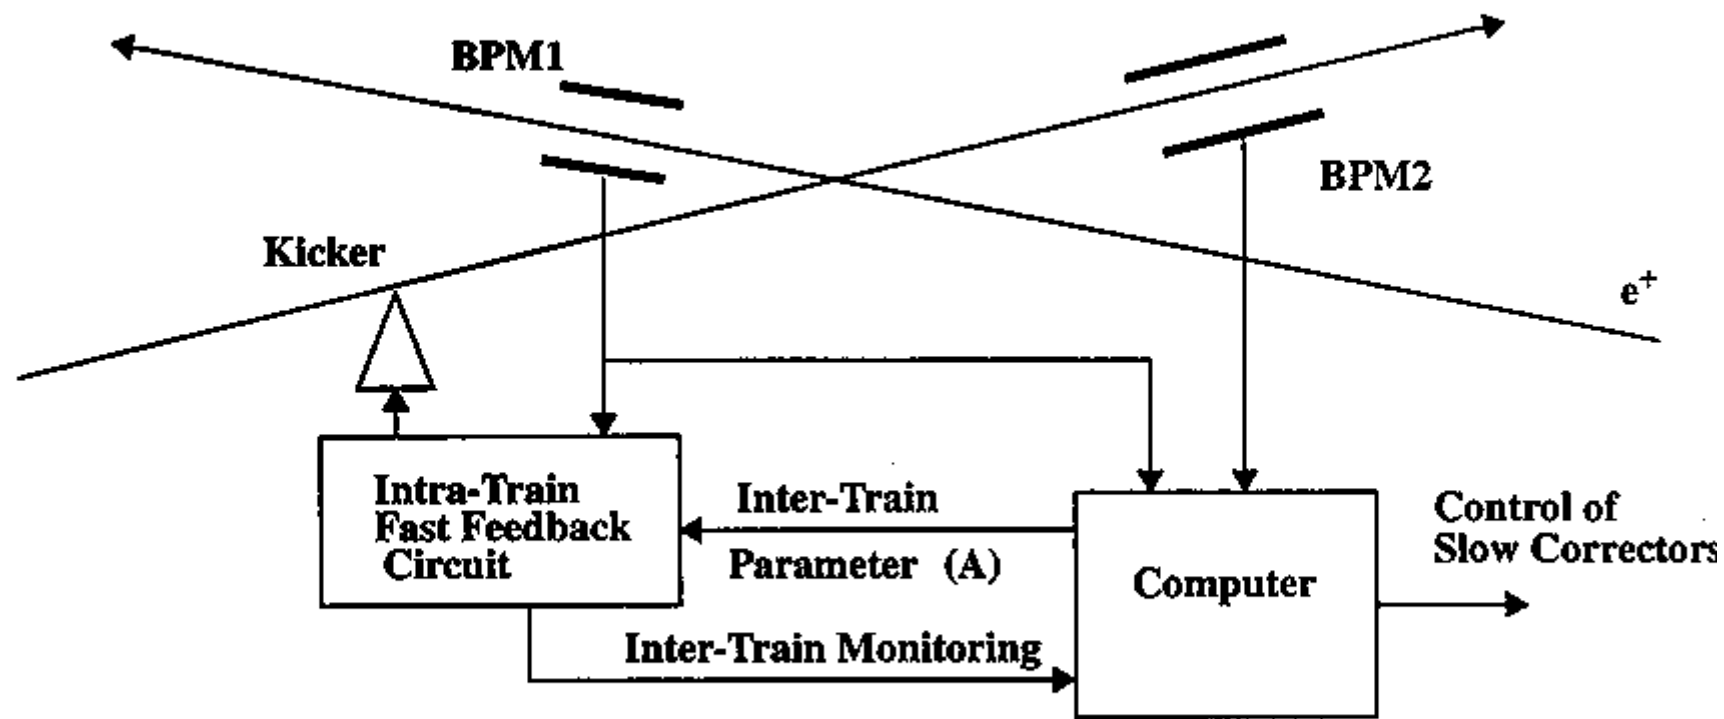 BPM1
BPM2
Kicker
e⁺
Intra-Train
Fast Feedback
Circuit
Inter-Train
Parameter (A)
Inter-Train Monitoring
Computer
Control of
Slow Correctors